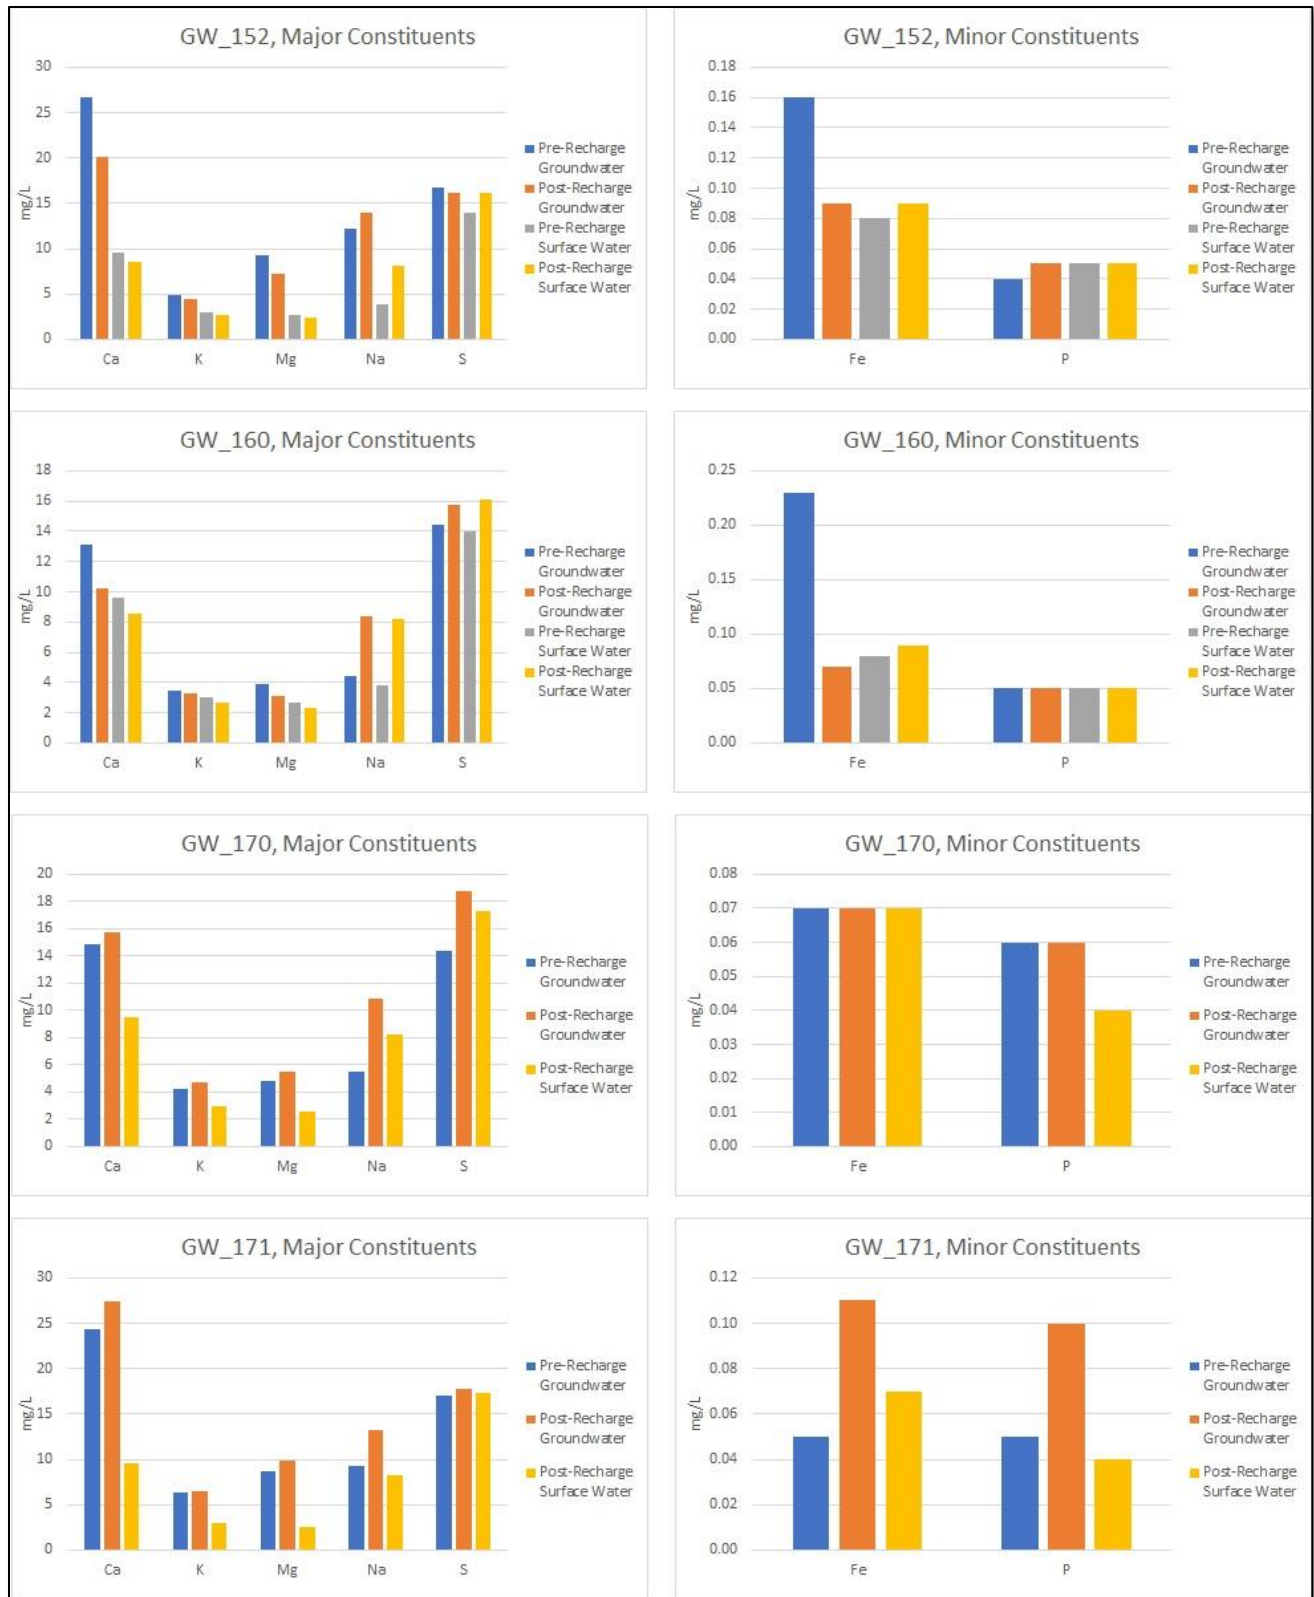 GW_152, Major Constituents
30
25
20
15
10
5
0
mg/L
Ca K Mg Na S
Pre-Recharge
Groundwater
Post-Recharge
Groundwater
Pre-Recharge
Surface Water
Post-Recharge
Surface Water
GW_152, Minor Constituents
0.18
0.16
0.14
0.12
0.10
0.08
0.06
0.04
0.02
0.00
mg/L
Fe P
Pre-Recharge
Groundwater
Post-Recharge
Groundwater
Pre-Recharge
Surface Water
Post-Recharge
Surface Water
GW_160, Major Constituents
18
16
14
12
10
8
6
4
2
0
mg/L
Ca K Mg Na S
Pre-Recharge
Groundwater
Post-Recharge
Groundwater
Pre-Recharge
Surface Water
Post-Recharge
Surface Water
GW_160, Minor Constituents
0.25
0.20
0.15
0.10
0.05
0.00
mg/L
Fe P
Pre-Recharge
Groundwater
Post-Recharge
Groundwater
Pre-Recharge
Surface Water
Post-Recharge
Surface Water
GW_170, Major Constituents
20
18
16
14
12
10
8
6
4
2
0
mg/L
Ca K Mg Na S
Pre-Recharge
Groundwater
Post-Recharge
Groundwater
Post-Recharge
Surface Water
GW_170, Minor Constituents
0.08
0.07
0.06
0.05
0.04
0.03
0.02
0.01
0.00
mg/L
Fe P
Pre-Recharge
Groundwater
Post-Recharge
Groundwater
Post-Recharge
Surface Water
GW_171, Major Constituents
30
25
20
15
10
5
0
mg/L
Ca K Mg Na S
Pre-Recharge
Groundwater
Post-Recharge
Groundwater
Post-Recharge
Surface Water
GW_171, Minor Constituents
0.12
0.10
0.08
0.06
0.04
0.02
0.00
mg/L
Fe P
Pre-Recharge
Groundwater
Post-Recharge
Groundwater
Post-Recharge
Surface Water